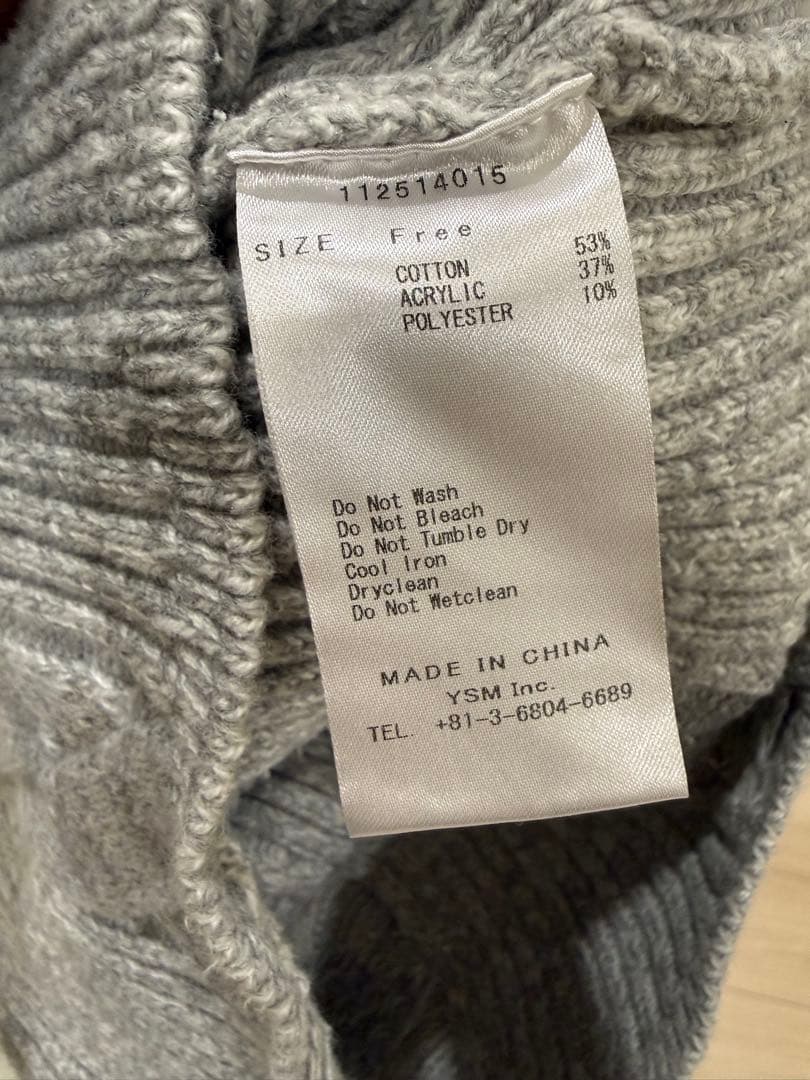 112514015
SIZE Free
COTTON 53%
ACRYLIC 37%
POLYESTER 10%
Do Not Wash
Do Not Bleach
Do Not Tumble Dry
Cool Iron
Dryclean
Do Not Wetclean
MADE IN CHINA
YSM Inc.
TEL. +81-3-6804-6689